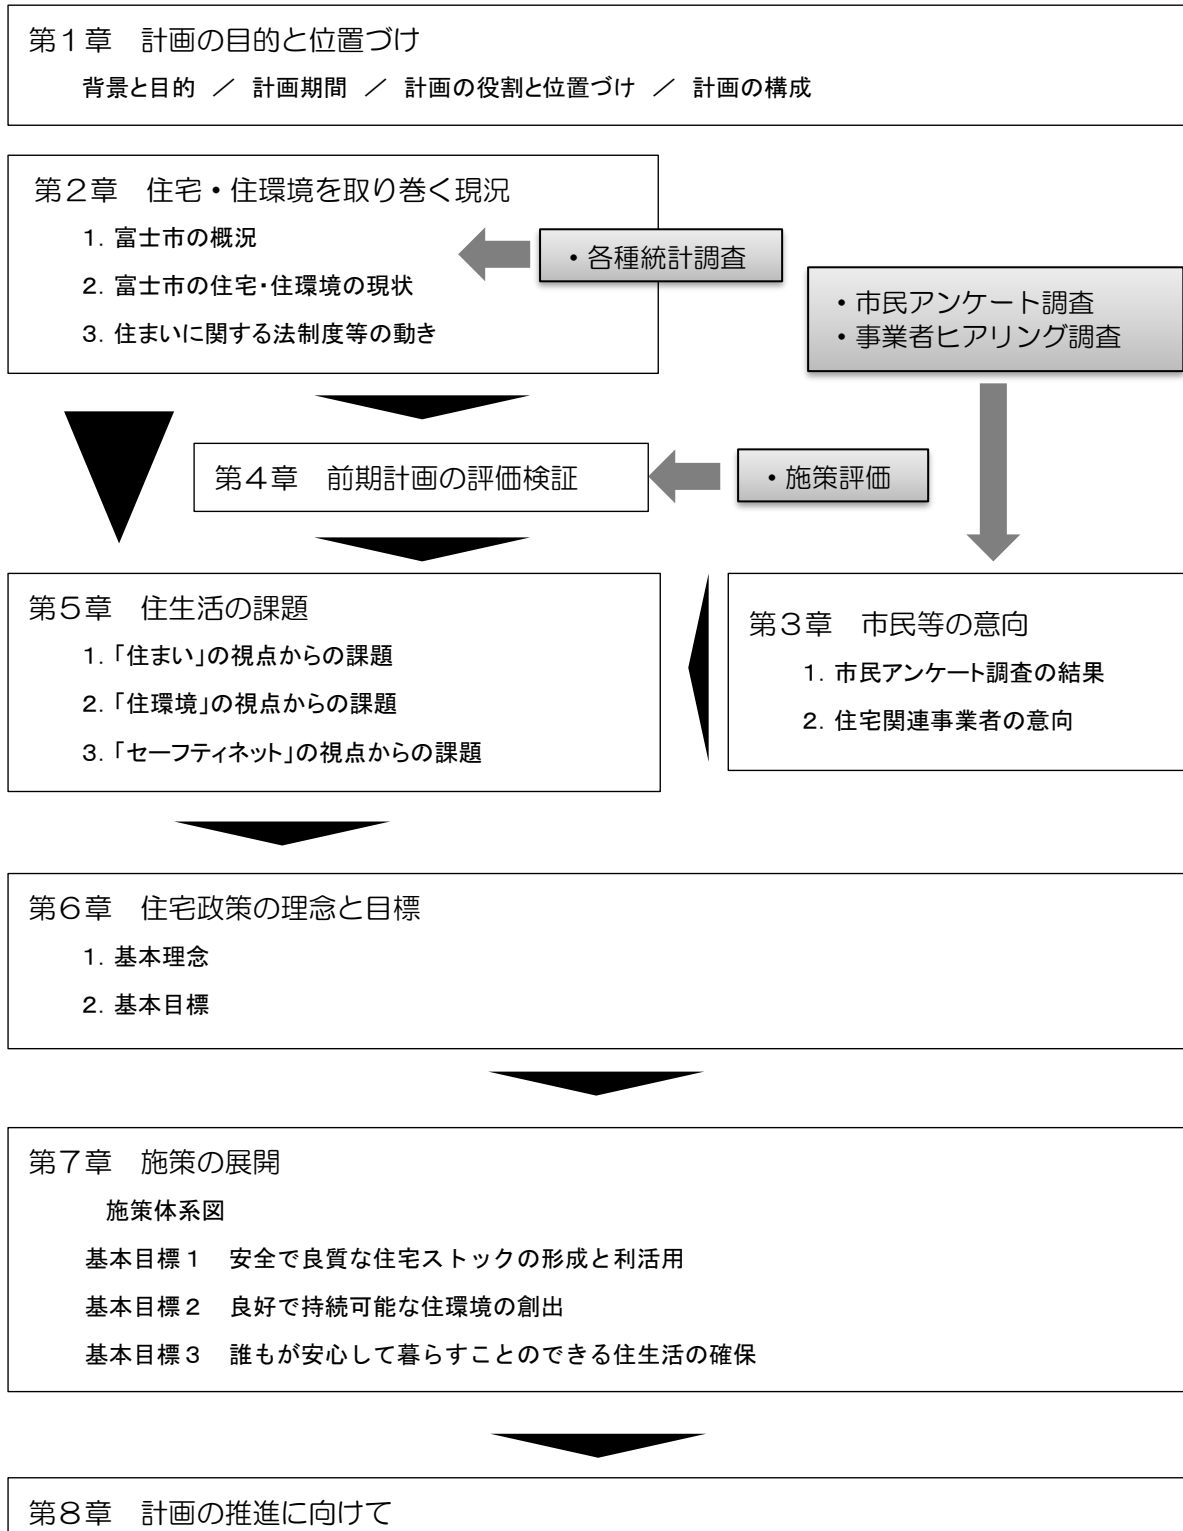 第1章　計画の目的と位置づけ
背景と目的　／　計画期間　／　計画の役割と位置づけ　／　計画の構成
第2章　住宅・住環境を取り巻く現況
1．富士市の概況
2．富士市の住宅・住環境の現状
3．住まいに関する法制度等の動き
・各種統計調査
・市民アンケート調査
・事業者ヒアリング調査
第4章　前期計画の評価検証
・施策評価
第5章　住生活の課題
1．「住まい」の視点からの課題
2．「住環境」の視点からの課題
3．「セーフティネット」の視点からの課題
第3章　市民等の意向
1．市民アンケート調査の結果
2．住宅関連事業者の意向
第6章　住宅政策の理念と目標
1．基本理念
2．基本目標
第7章　施策の展開
施策体系図
基本目標1　安全で良質な住宅ストックの形成と利活用
基本目標2　良好で持続可能な住環境の創出
基本目標3　誰もが安心して暮らすことのできる住生活の確保
第8章　計画の推進に向けて